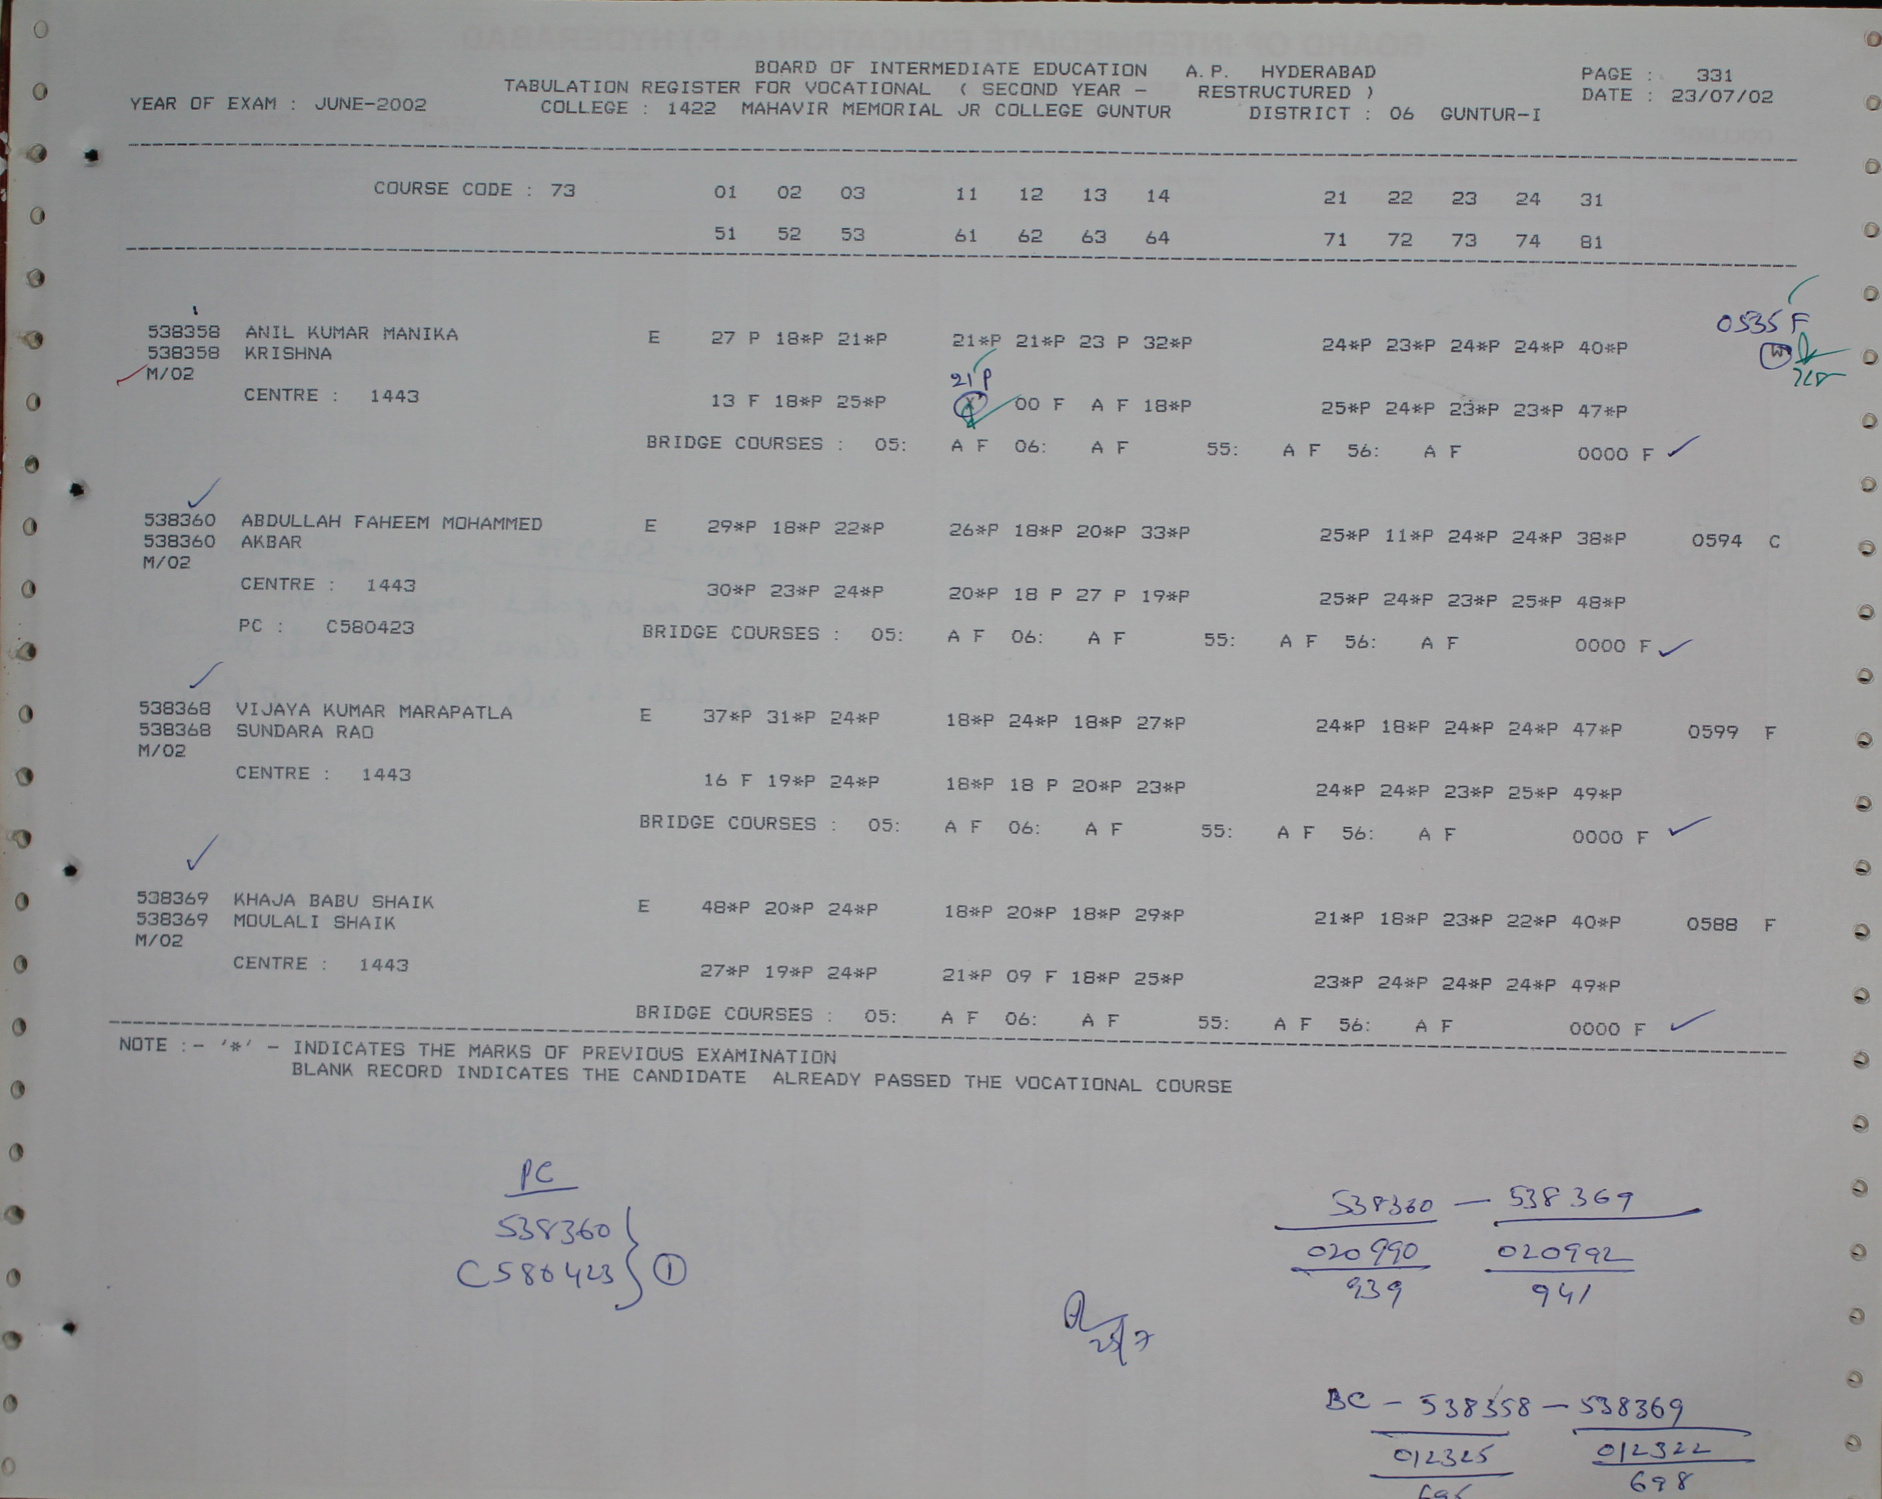 BOARD OF INTERMEDIATE EDUCATION A.P. HYDERABAD
TABULATION REGISTER FOR VOCATIONAL ( SECOND YEAR - RESTRUCTURED )
PAGE : 331
DATE : 23/07/02
YEAR OF EXAM : JUNE-2002 COLLEGE : 1422 MAHAVIR MEMORIAL JR COLLEGE GUNTUR DISTRICT : 06 GUNTUR-I
COURSE CODE : 73 01 02 03 11 12 13 14 21 22 23 24 31
51 52 53 61 62 63 64 71 72 73 74 81
0535 F
538358 ANIL KUMAR MANIKA E 27 P 18*P 21*P 21*P 21*P 23 P 32*P 24*P 23*P 24*P 24*P 40*P
538358 KRISHNA
M/02
21 P
CENTRE : 1443 13 F 18*P 25*P 00 F A F 18*P 25*P 24*P 23*P 23*P 47*P
BRIDGE COURSES : 05: A F 06: A F 55: A F 56: A F 0000 F
538360 ABDULLAH FAHEEM MOHAMMED E 29*P 18*P 22*P 26*P 18*P 20*P 33*P 25*P 11*P 24*P 24*P 38*P 0594 C
538360 AKBAR
M/02
CENTRE : 1443 30*P 23*P 24*P 20*P 18 P 27 P 19*P 25*P 24*P 23*P 25*P 48*P
PC : C580423 BRIDGE COURSES : 05: A F 06: A F 55: A F 56: A F 0000 F
538368 VIJAYA KUMAR MARAPATLA E 37*P 31*P 24*P 18*P 24*P 18*P 27*P 24*P 18*P 24*P 24*P 47*P 0599 F
538368 SUNDARA RAO
M/02
CENTRE : 1443 16 F 19*P 24*P 18*P 18 P 20*P 23*P 24*P 24*P 23*P 25*P 49*P
BRIDGE COURSES : 05: A F 06: A F 55: A F 56: A F 0000 F
538369 KHAJA BABU SHAIK E 48*P 20*P 24*P 18*P 20*P 18*P 29*P 21*P 18*P 23*P 22*P 40*P 0588 F
538369 MOULALI SHAIK
M/02
CENTRE : 1443 27*P 19*P 24*P 21*P 09 F 18*P 25*P 23*P 24*P 24*P 24*P 49*P
BRIDGE COURSES : 05: A F 06: A F 55: A F 56: A F 0000 F
NOTE :- '*' - INDICATES THE MARKS OF PREVIOUS EXAMINATION
BLANK RECORD INDICATES THE CANDIDATE ALREADY PASSED THE VOCATIONAL COURSE
PC
538360
C580423 1
538360 — 538369
020990 020992
939 941
BC - 538358 - 538369
012325 012322
698